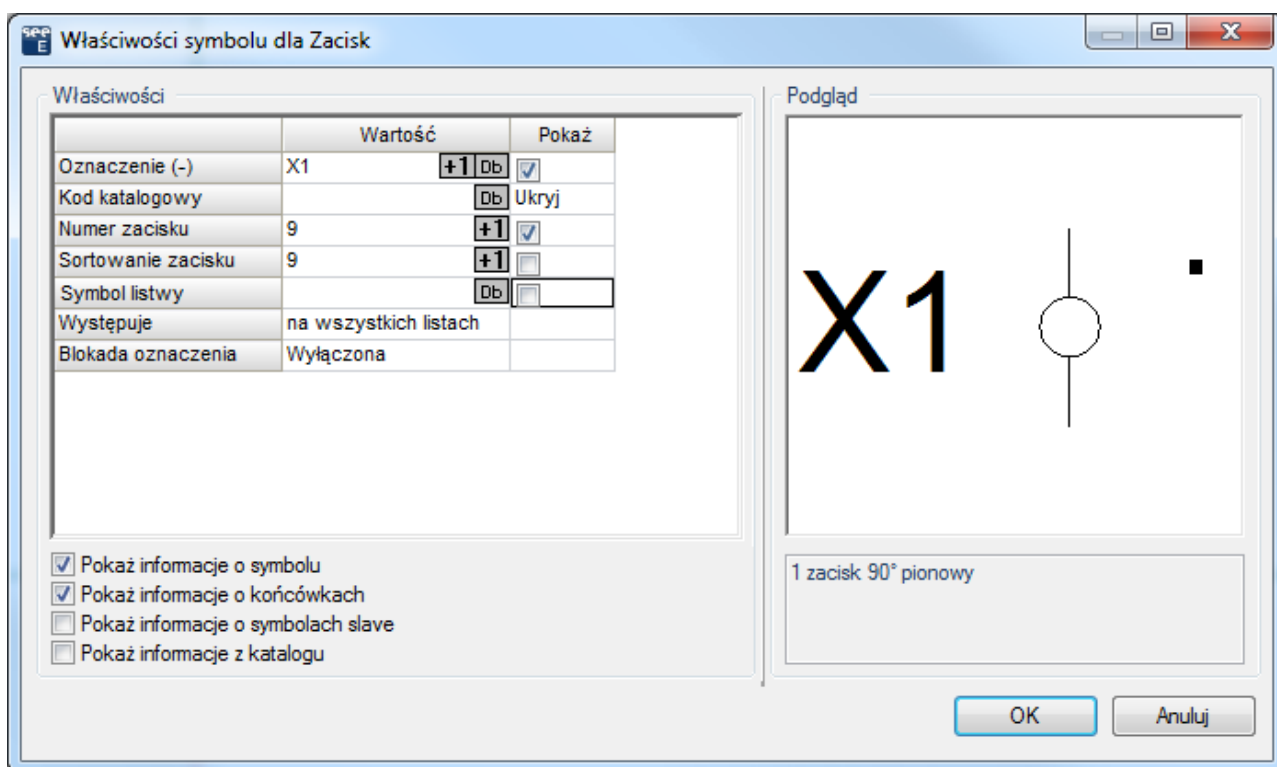 see E Właściwości symbolu dla Zacisk
Właściwości
Wartość Pokaż
Oznaczenie (-) X1 +1 Db
Kod katalogowy Db Ukryj
Numer zacisku 9 +1
Sortowanie zacisku 9 +1
Symbol listwy Db
Występuje na wszystkich listach
Blokada oznaczenia Wyłączona
Pokaż informacje o symbolu
Pokaż informacje o końcówkach
Pokaż informacje o symbolach slave
Pokaż informacje z katalogu
Podgląd
X1
1 zacisk 90° pionowy
OK Anuluj